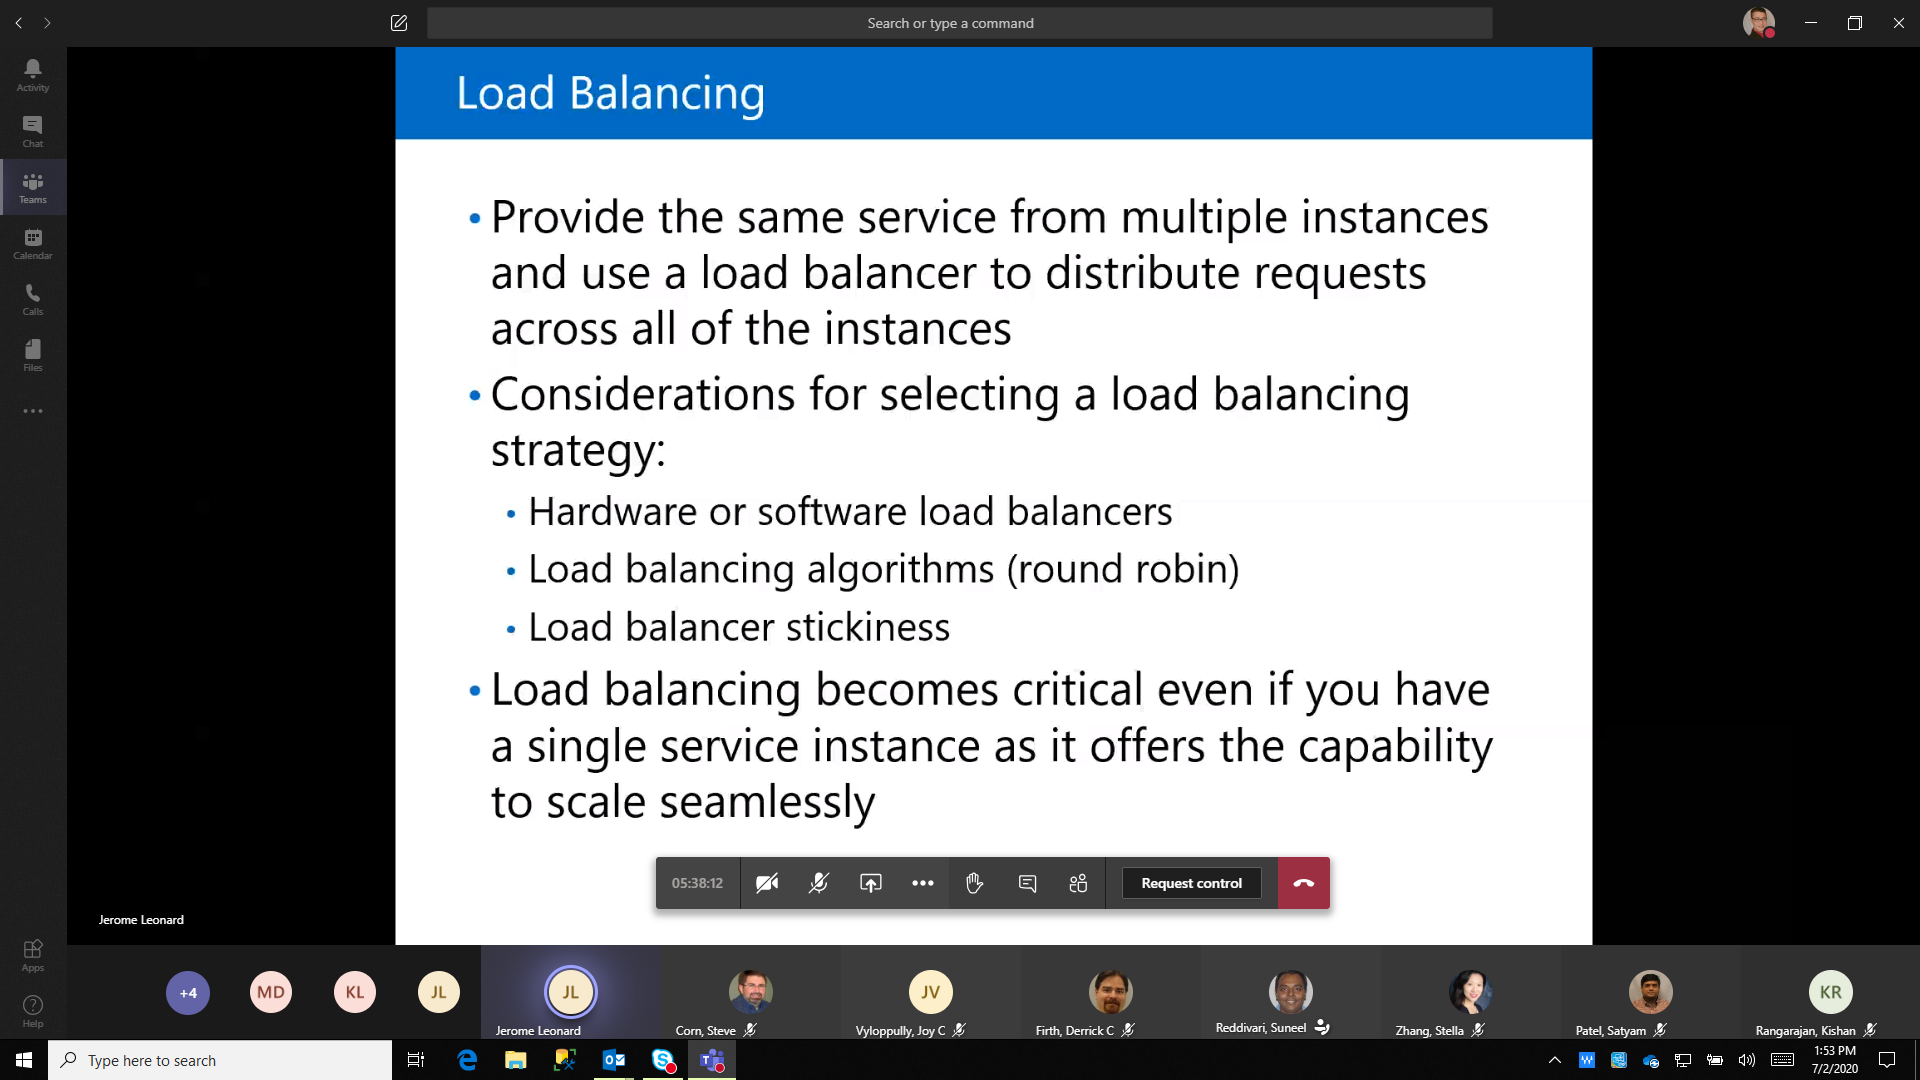 Search or type a command
Activity
Chat
Teams
Calendar
Calls
Files
Apps
Help
Load Balancing
• Provide the same service from multiple instances
and use a load balancer to distribute requests
across all of the instances
• Considerations for selecting a load balancing
strategy:
• Hardware or software load balancers
• Load balancing algorithms (round robin)
• Load balancer stickiness
• Load balancing becomes critical even if you have
a single service instance as it offers the capability
to scale seamlessly
05:38:12
Request control
Jerome Leonard
+4
MD
KL
JL
JL
Jerome Leonard
Corn, Steve
JV
Vyloppully, Joy C
Firth, Derrick C
Reddivari, Suneel
Zhang, Stella
Patel, Satyam
KR
Rangarajan, Kishan
Type here to search
1:53 PM
7/2/2020